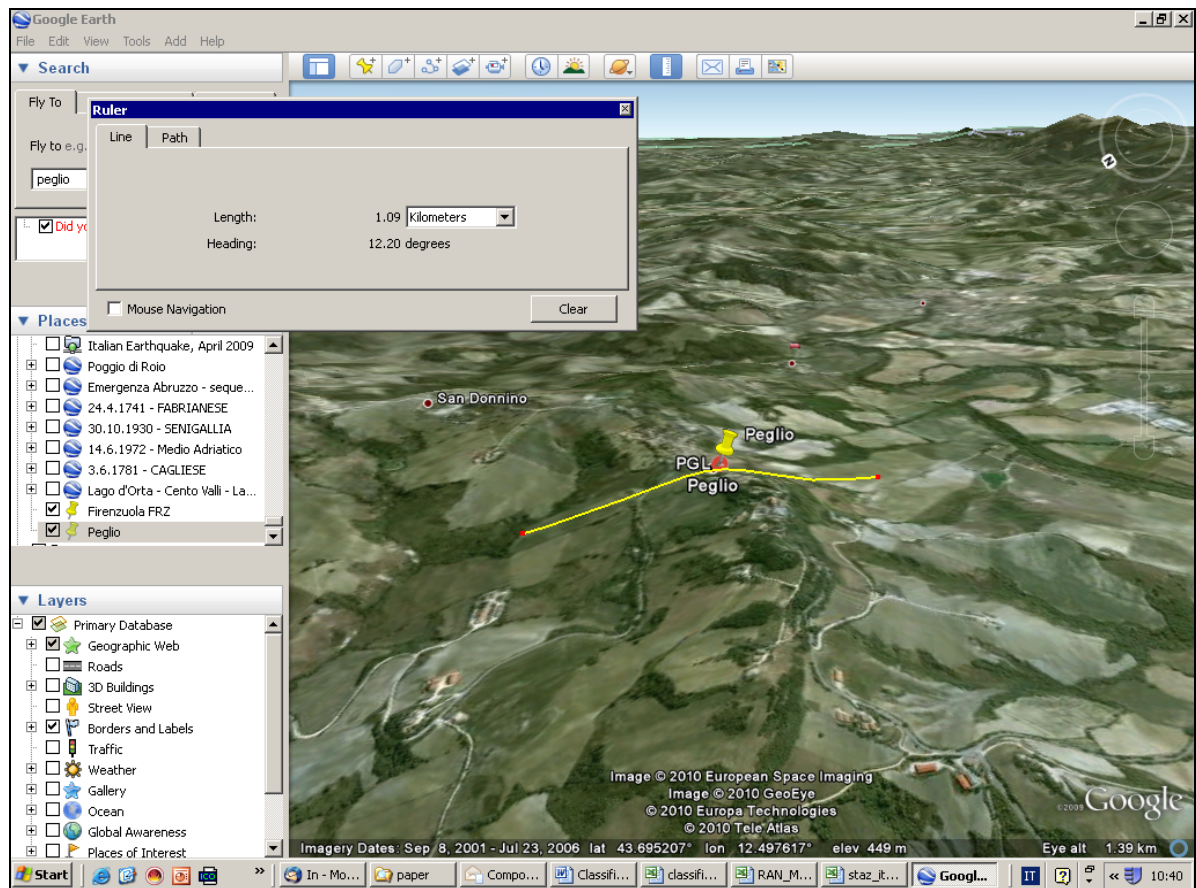 Google Earth
File Edit View Tools Add Help
Search
Fly To
Ruler
Line Path
Fly to e.g.
peglio
Length: 1.09 Kilometers
Heading: 12.20 degrees
Did yo
Mouse Navigation Clear
Places
Italian Earthquake, April 2009
Poggio di Roio
Emergenza Abruzzo - seque...
24.4.1741 - FABRIANESE
30.10.1930 - SENIGALLIA
14.6.1972 - Medio Adriatico
3.6.1781 - CAGLIESE
Lago d'Orta - Cento Valli - La...
Firenzuola FRZ
Peglio
Layers
Primary Database
Geographic Web
Roads
3D Buildings
Street View
Borders and Labels
Traffic
Weather
Gallery
Ocean
Global Awareness
Places of Interest
N
San Donnino
Peglio
PGL
Peglio
Image © 2010 European Space Imaging
Image © 2010 GeoEye
© 2010 Europa Technologies
© 2010 Tele Atlas
©2009 Google
Imagery Dates: Sep 8, 2001 - Jul 23, 2006 lat 43.695207° lon 12.497617° elev 449 m Eye alt 1.39 km
Start » In - Mo... paper Compo... Classifi... classifi... RAN_M... staz_it... Googl... IT « 10:40